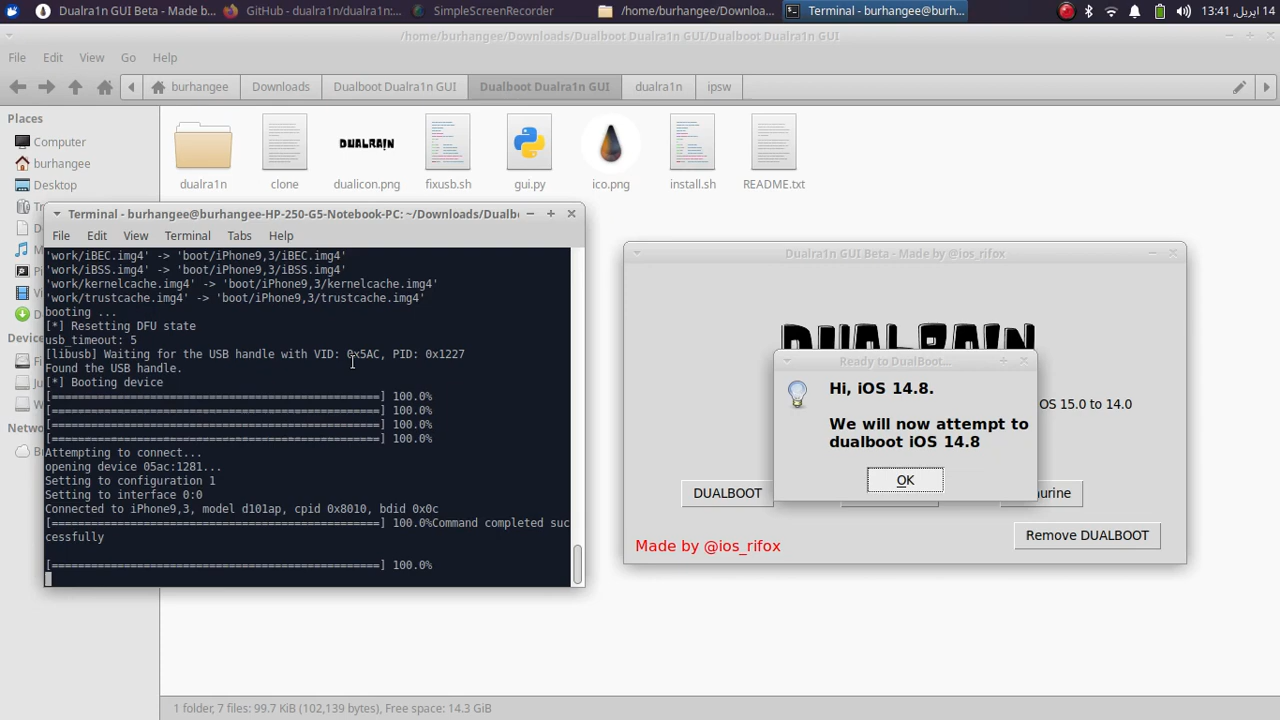 Dualra1n GUI Beta - Made b...
GitHub - dualra1n/dualra1n:...
SimpleScreenRecorder
/home/burhangee/Downloa...
Terminal - burhangee@burh...
13:41 ,14 اپریل
/home/burhangee/Downloads/Dualboot Dualra1n GUI/Dualboot Dualra1n GUI
File Edit View Go Help
burhangee Downloads Dualboot Dualra1n GUI Dualboot Dualra1n GUI dualra1n ipsw
Places
Computer
burhangee
Desktop
Devic
Netwo
dualra1n
clone
DUALRA1N
dualicon.png
fixusb.sh
gui.py
ico.png
install.sh
README.txt
Terminal - burhangee@burhangee-HP-250-G5-Notebook-PC: ~/Downloads/Dualb
File Edit View Terminal Tabs Help
'work/iBEC.img4' -> 'boot/iPhone9,3/iBEC.img4'
'work/iBSS.img4' -> 'boot/iPhone9,3/iBSS.img4'
'work/kernelcache.img4' -> 'boot/iPhone9,3/kernelcache.img4'
'work/trustcache.img4' -> 'boot/iPhone9,3/trustcache.img4'
booting ...
[*] Resetting DFU state
usb_timeout: 5
[libusb] Waiting for the USB handle with VID: 0x5AC, PID: 0x1227
Found the USB handle.
[*] Booting device
[==================================================] 100.0%
[==================================================] 100.0%
[==================================================] 100.0%
[==================================================] 100.0%
Attempting to connect...
opening device 05ac:1281...
Setting to configuration 1
Setting to interface 0:0
Connected to iPhone9,3, model d101ap, cpid 0x8010, bdid 0x0c
[==================================================] 100.0%Command completed suc
cessfully
[==================================================] 100.0%
Dualra1n GUI Beta - Made by @ios_rifox
DUALRA1N
OS 15.0 to 14.0
Ready to DualBoot...
Hi, iOS 14.8.
We will now attempt to
dualboot iOS 14.8
OK
DUALBOOT
urine
Remove DUALBOOT
Made by @ios_rifox
1 folder, 7 files: 99.7 KiB (102,139 bytes), Free space: 14.3 GiB